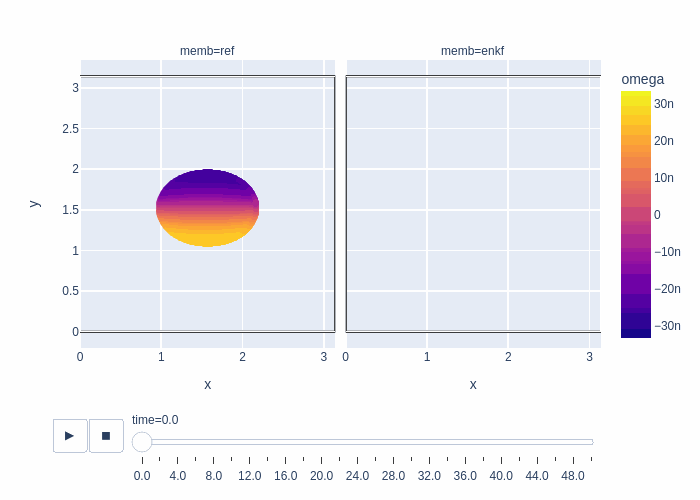 memb=ref
memb=enkf
omega
3
2.5
2
1.5
1
0.5
0
y
30n
20n
10n
0
−10n
−20n
−30n
0 1 2 3
0 1 2 3
x
x
time=0.0
0.0 4.0 8.0 12.0 16.0 20.0 24.0 28.0 32.0 36.0 40.0 44.0 48.0